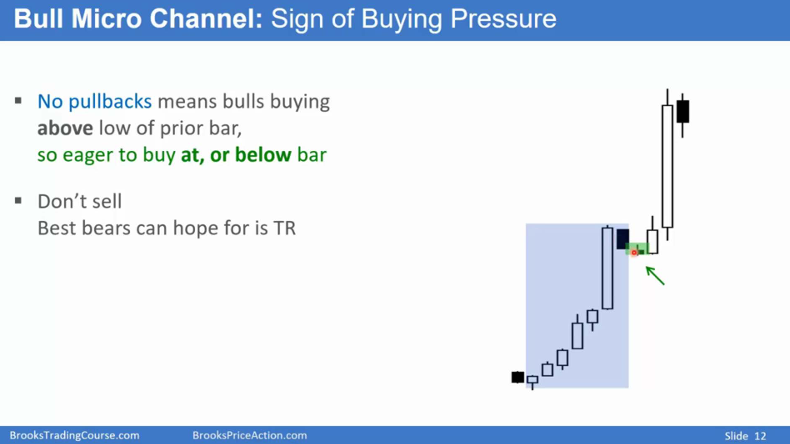 Bull Micro Channel: Sign of Buying Pressure
▪ No pullbacks means bulls buying
above low of prior bar,
so eager to buy at, or below bar
▪ Don’t sell
Best bears can hope for is TR
BrooksTradingCourse.com BrooksPriceAction.com Slide 12